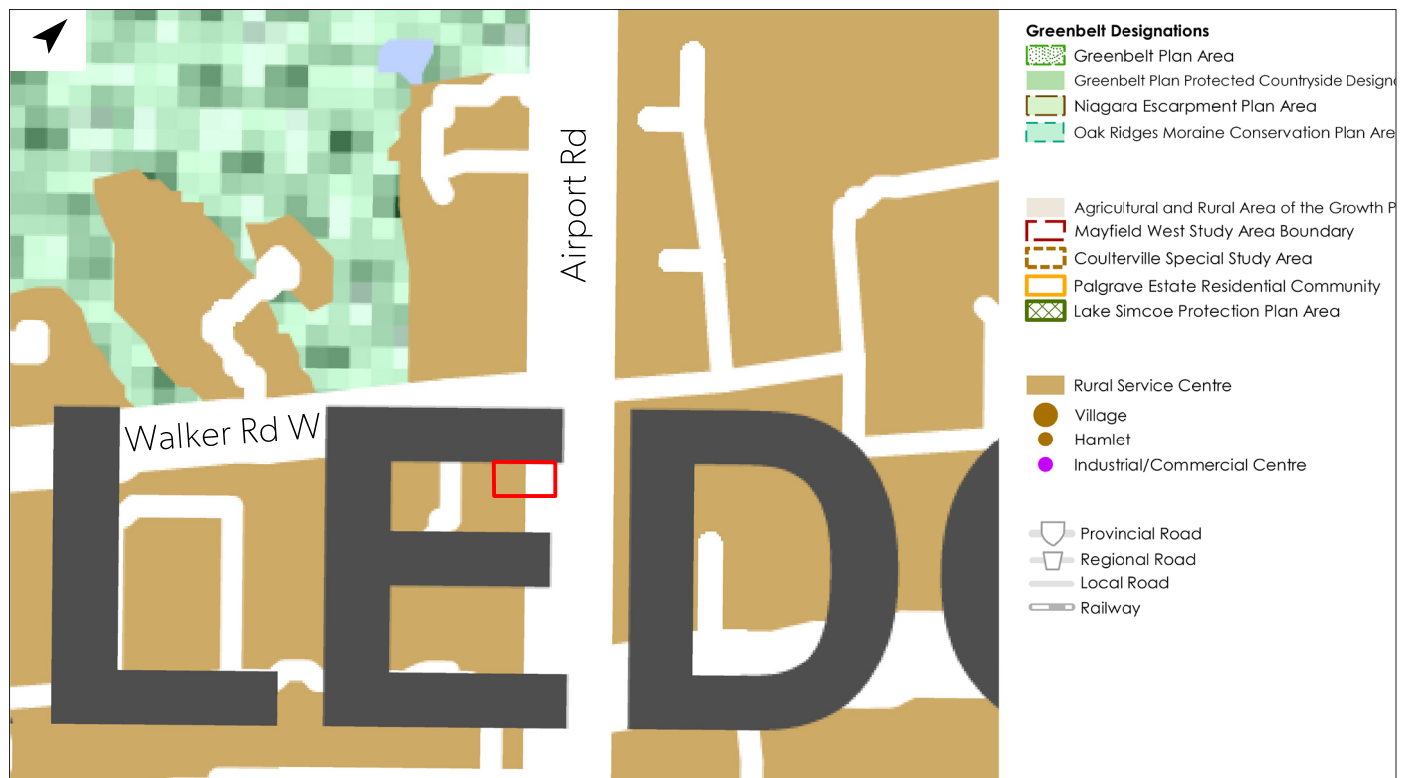 Airport Rd
Walker Rd W
LEDO
Greenbelt Designations
Greenbelt Plan Area
Greenbelt Plan Protected Countryside Designa
Niagara Escarpment Plan Area
Oak Ridges Moraine Conservation Plan Are
Agricultural and Rural Area of the Growth P
Mayfield West Study Area Boundary
Coulterville Special Study Area
Palgrave Estate Residential Community
Lake Simcoe Protection Plan Area
Rural Service Centre
Village
Hamlet
Industrial/Commercial Centre
Provincial Road
Regional Road
Local Road
Railway